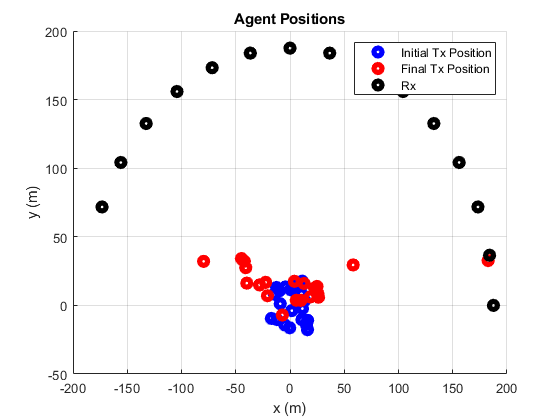 Agent Positions
Initial Tx Position
Final Tx Position
Rx
200
150
100
50
0
-50
y (m)
-200 -150 -100 -50 0 50 100 150 200
x (m)